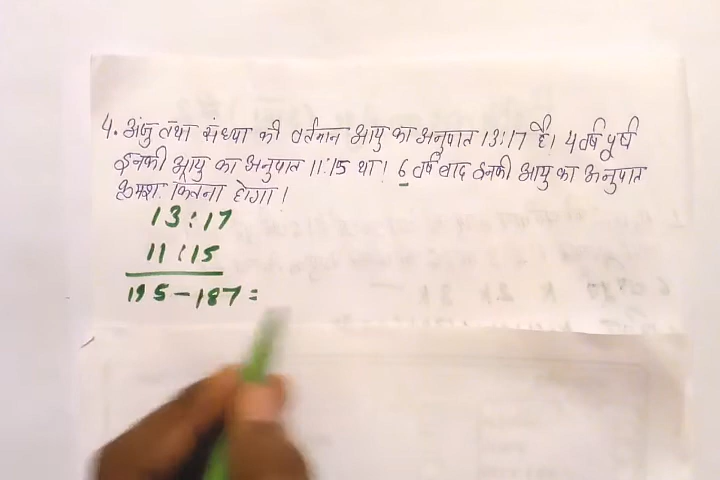 4. अंजु तथा संध्या की वर्तमान आयु का अनुपात 13:17 है। 4 वर्ष पूर्व
इनकी आयु का अनुपात 11:15 था। 6 वर्ष बाद इनकी आयु का अनुपात
क्रमशः कितना होगा।
13:17
11:15
195-187=